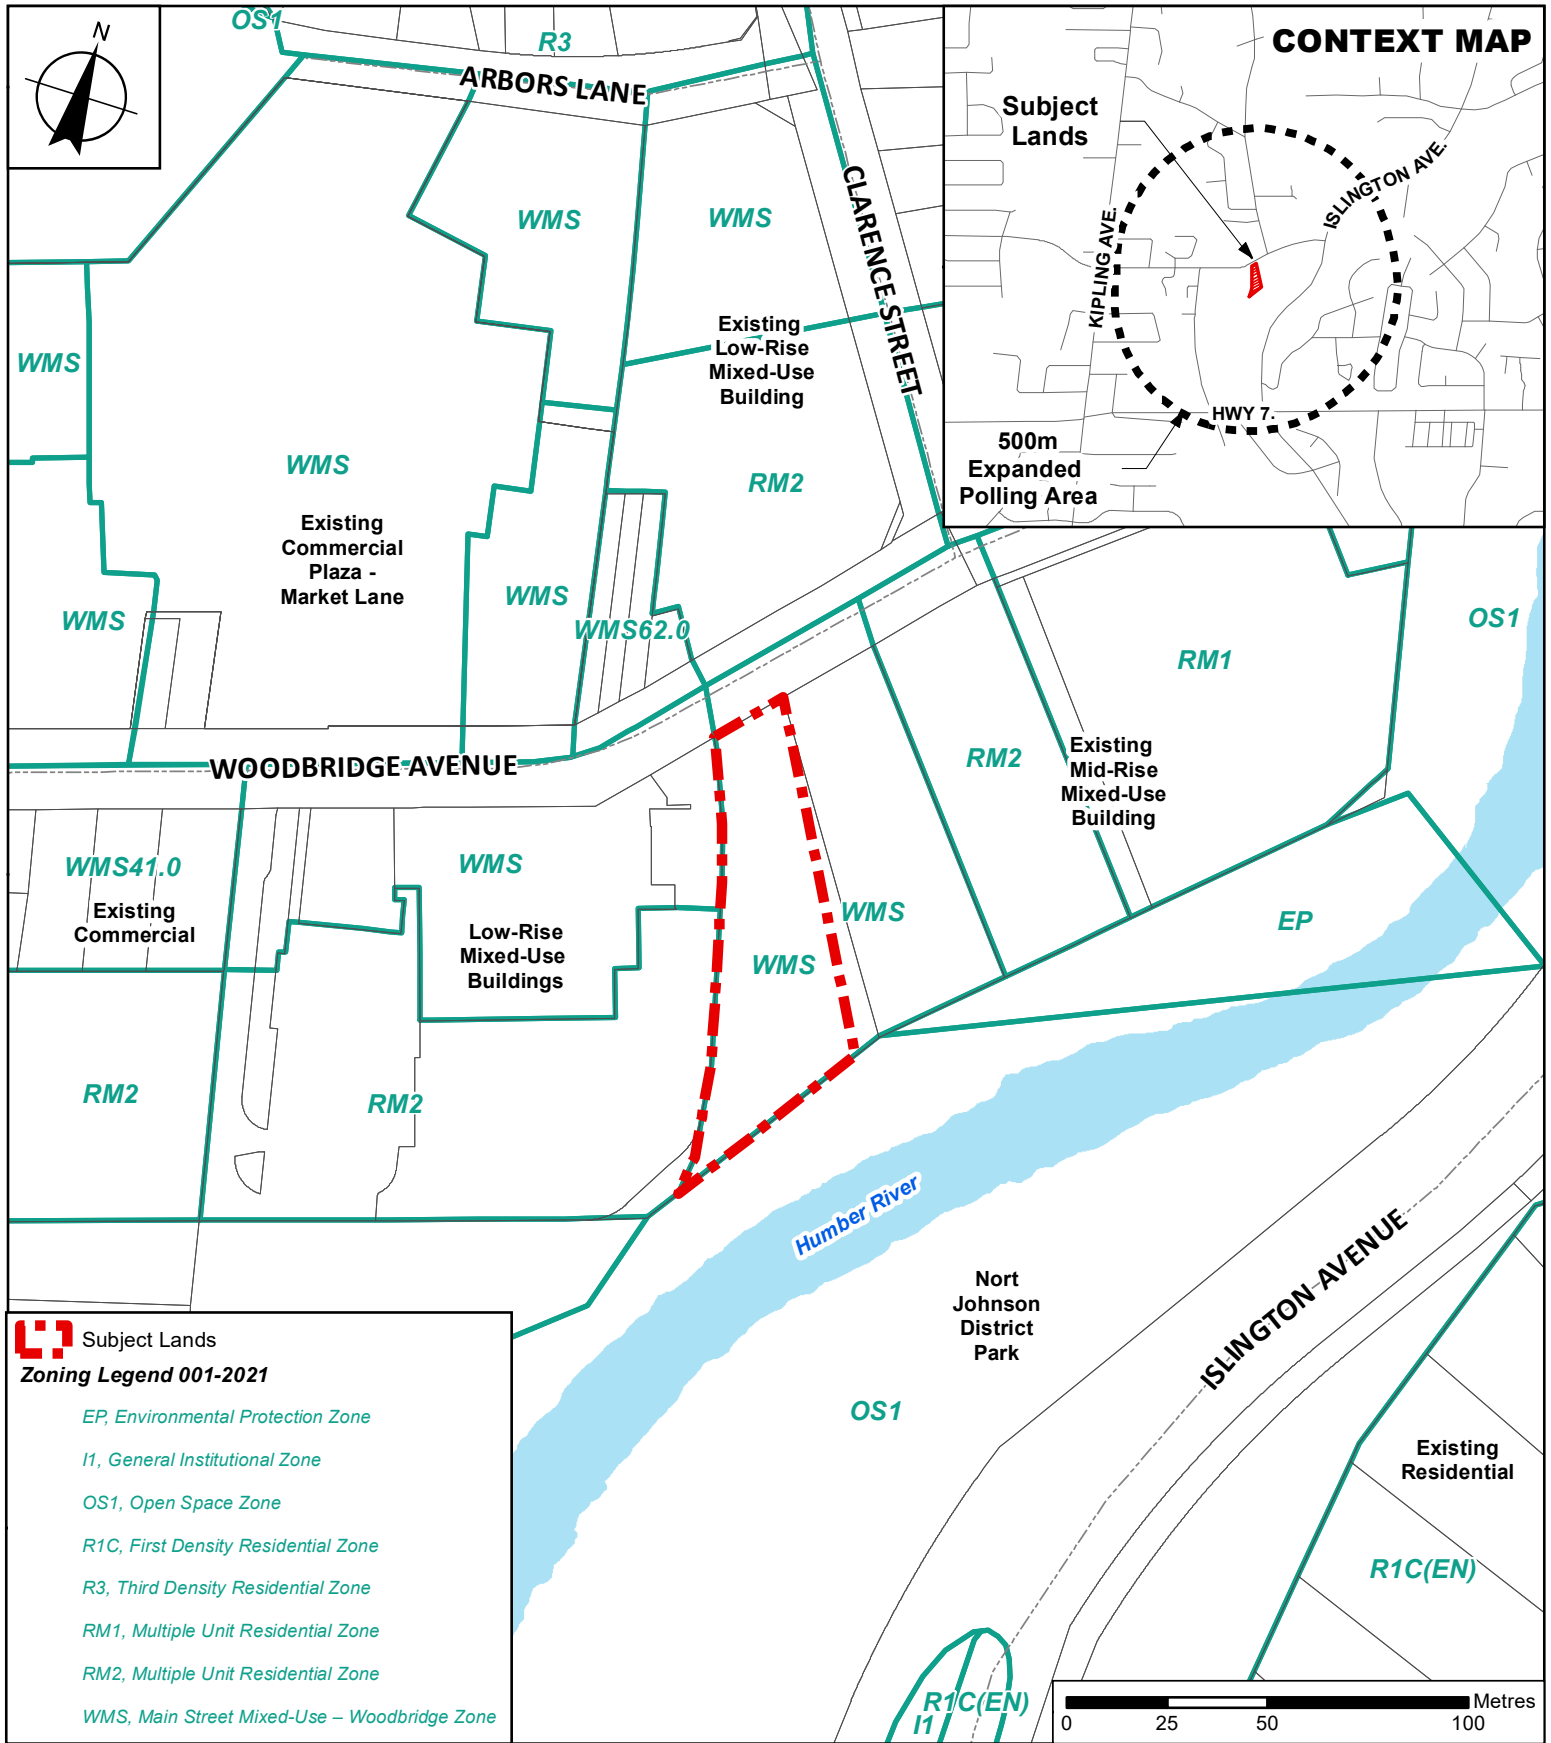 N
OS1
R3
ARBORS LANE
CONTEXT MAP
Subject
Lands
ISLINGTON AVE.
KIPLING AVE.
HWY 7.
500m
Expanded
Polling Area
CLARENCE STREET
WMS
WMS
Existing
Low-Rise
Mixed-Use
Building
WMS
WMS
RM2
Existing
Commercial
Plaza -
Market Lane
WMS
WMS
WMS62.0
OS1
RM1
WOODBRIDGE AVENUE
RM2
Existing
Mid-Rise
Mixed-Use
Building
WMS41.0
Existing
Commercial
WMS
Low-Rise
Mixed-Use
Buildings
WMS
WMS
EP
RM2
RM2
Humber River
Nort
Johnson
District
Park
ISLINGTON AVENUE
OS1
Existing
Residential
R1C(EN)
R1C(EN)
I1
Subject Lands
Zoning Legend 001-2021
EP, Environmental Protection Zone
I1, General Institutional Zone
OS1, Open Space Zone
R1C, First Density Residential Zone
R3, Third Density Residential Zone
RM1, Multiple Unit Residential Zone
RM2, Multiple Unit Residential Zone
WMS, Main Street Mixed-Use – Woodbridge Zone
Metres
0 25 50 100